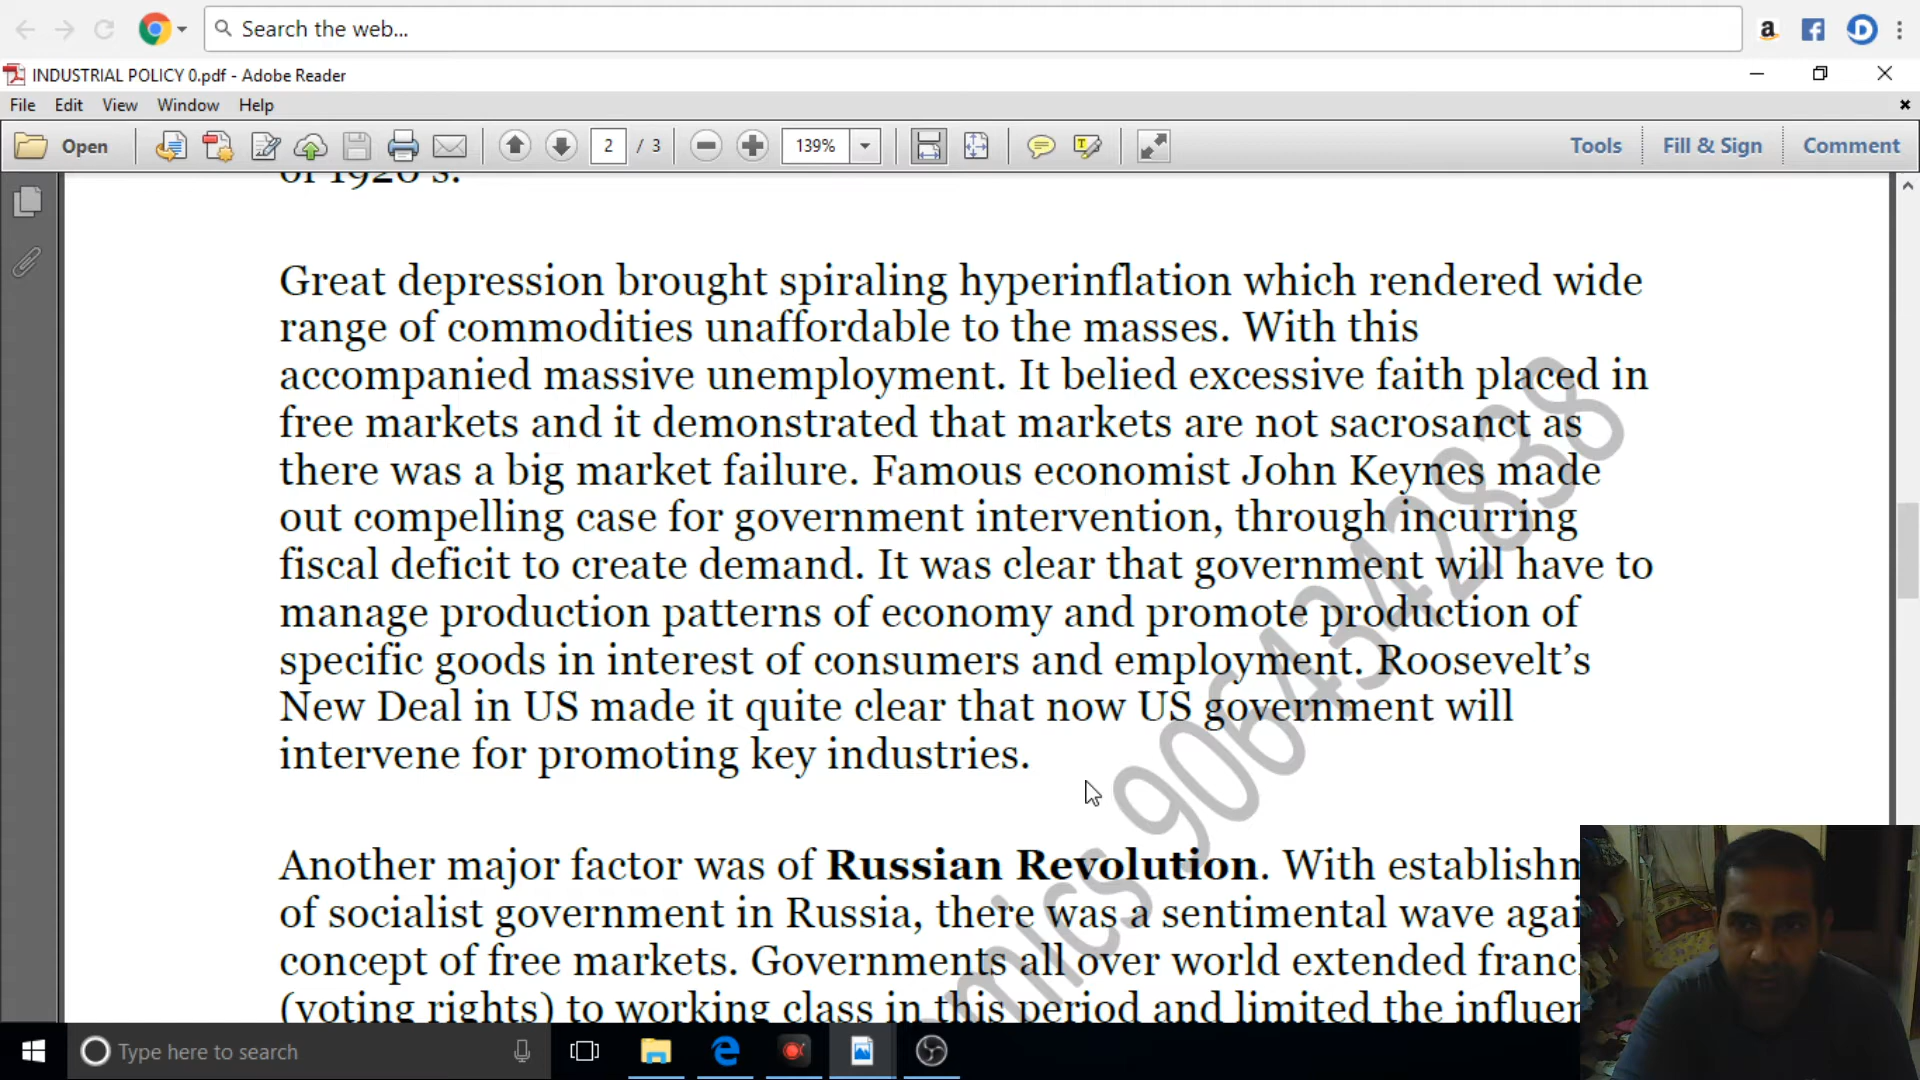 Search the web...
INDUSTRIAL POLICY 0.pdf - Adobe Reader
File Edit View Window Help
Open 2 / 3 139% Tools Fill & Sign Comment
of 1920's.
Great depression brought spiraling hyperinflation which rendered wide
range of commodities unaffordable to the masses. With this
accompanied massive unemployment. It belied excessive faith placed in
free markets and it demonstrated that markets are not sacrosanct as
there was a big market failure. Famous economist John Keynes made
out compelling case for government intervention, through incurring
fiscal deficit to create demand. It was clear that government will have to
manage production patterns of economy and promote production of
specific goods in interest of consumers and employment. Roosevelt’s
New Deal in US made it quite clear that now US government will
intervene for promoting key industries.
Another major factor was of Russian Revolution. With establishm
of socialist government in Russia, there was a sentimental wave agai
concept of free markets. Governments all over world extended franc
(voting rights) to working class in this period and limited the influen
mics 9064342838
Type here to search